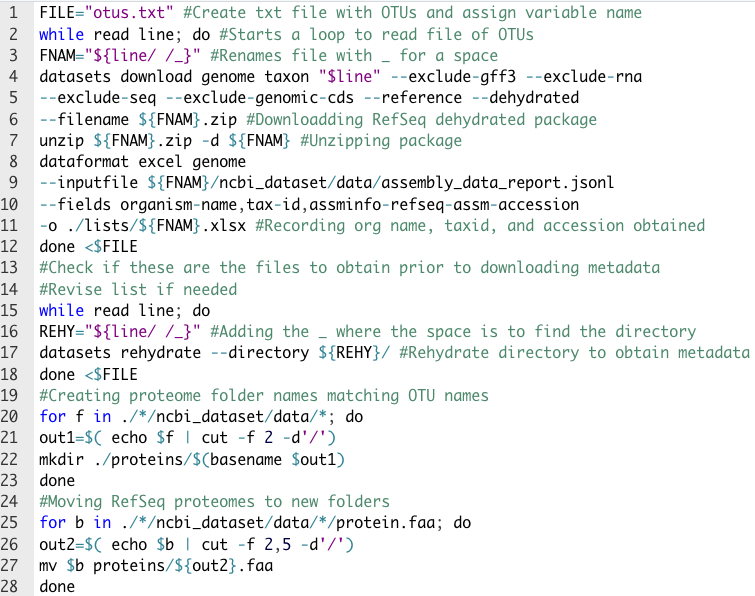 1 FILE="otus.txt" #Create txt file with OTUs and assign variable name
2 while read line; do #Starts a loop to read file of OTUs
3 FNAM="${line/ /_}" #Renames file with _ for a space
4 datasets download genome taxon "$line" --exclude-gff3 --exclude-rna
5 --exclude-seq --exclude-genomic-cds --reference --dehydrated
6 --filename ${FNAM}.zip #Downloadding RefSeq dehydrated package
7 unzip ${FNAM}.zip -d ${FNAM} #Unzipping package
8 dataformat excel genome
9 --inputfile ${FNAM}/ncbi_dataset/data/assembly_data_report.jsonl
10 --fields organism-name,tax-id,assminfo-refseq-assm-accession
11 -o ./lists/${FNAM}.xlsx #Recording org name, taxid, and accession obtained
12 done <$FILE
13 #Check if these are the files to obtain prior to downloading metadata
14 #Revise list if needed
15 while read line; do
16 REHY="${line/ /_}" #Adding the _ where the space is to find the directory
17 datasets rehydrate --directory ${REHY}/ #Rehydrate directory to obtain metadata
18 done <$FILE
19 #Creating proteome folder names matching OTU names
20 for f in ./*/ncbi_dataset/data/*; do
21 out1=$( echo $f | cut -f 2 -d'/')
22 mkdir ./proteins/$(basename $out1)
23 done
24 #Moving RefSeq proteomes to new folders
25 for b in ./*/ncbi_dataset/data/*/protein.faa; do
26 out2=$( echo $b | cut -f 2,5 -d'/')
27 mv $b proteins/${out2}.faa
28 done